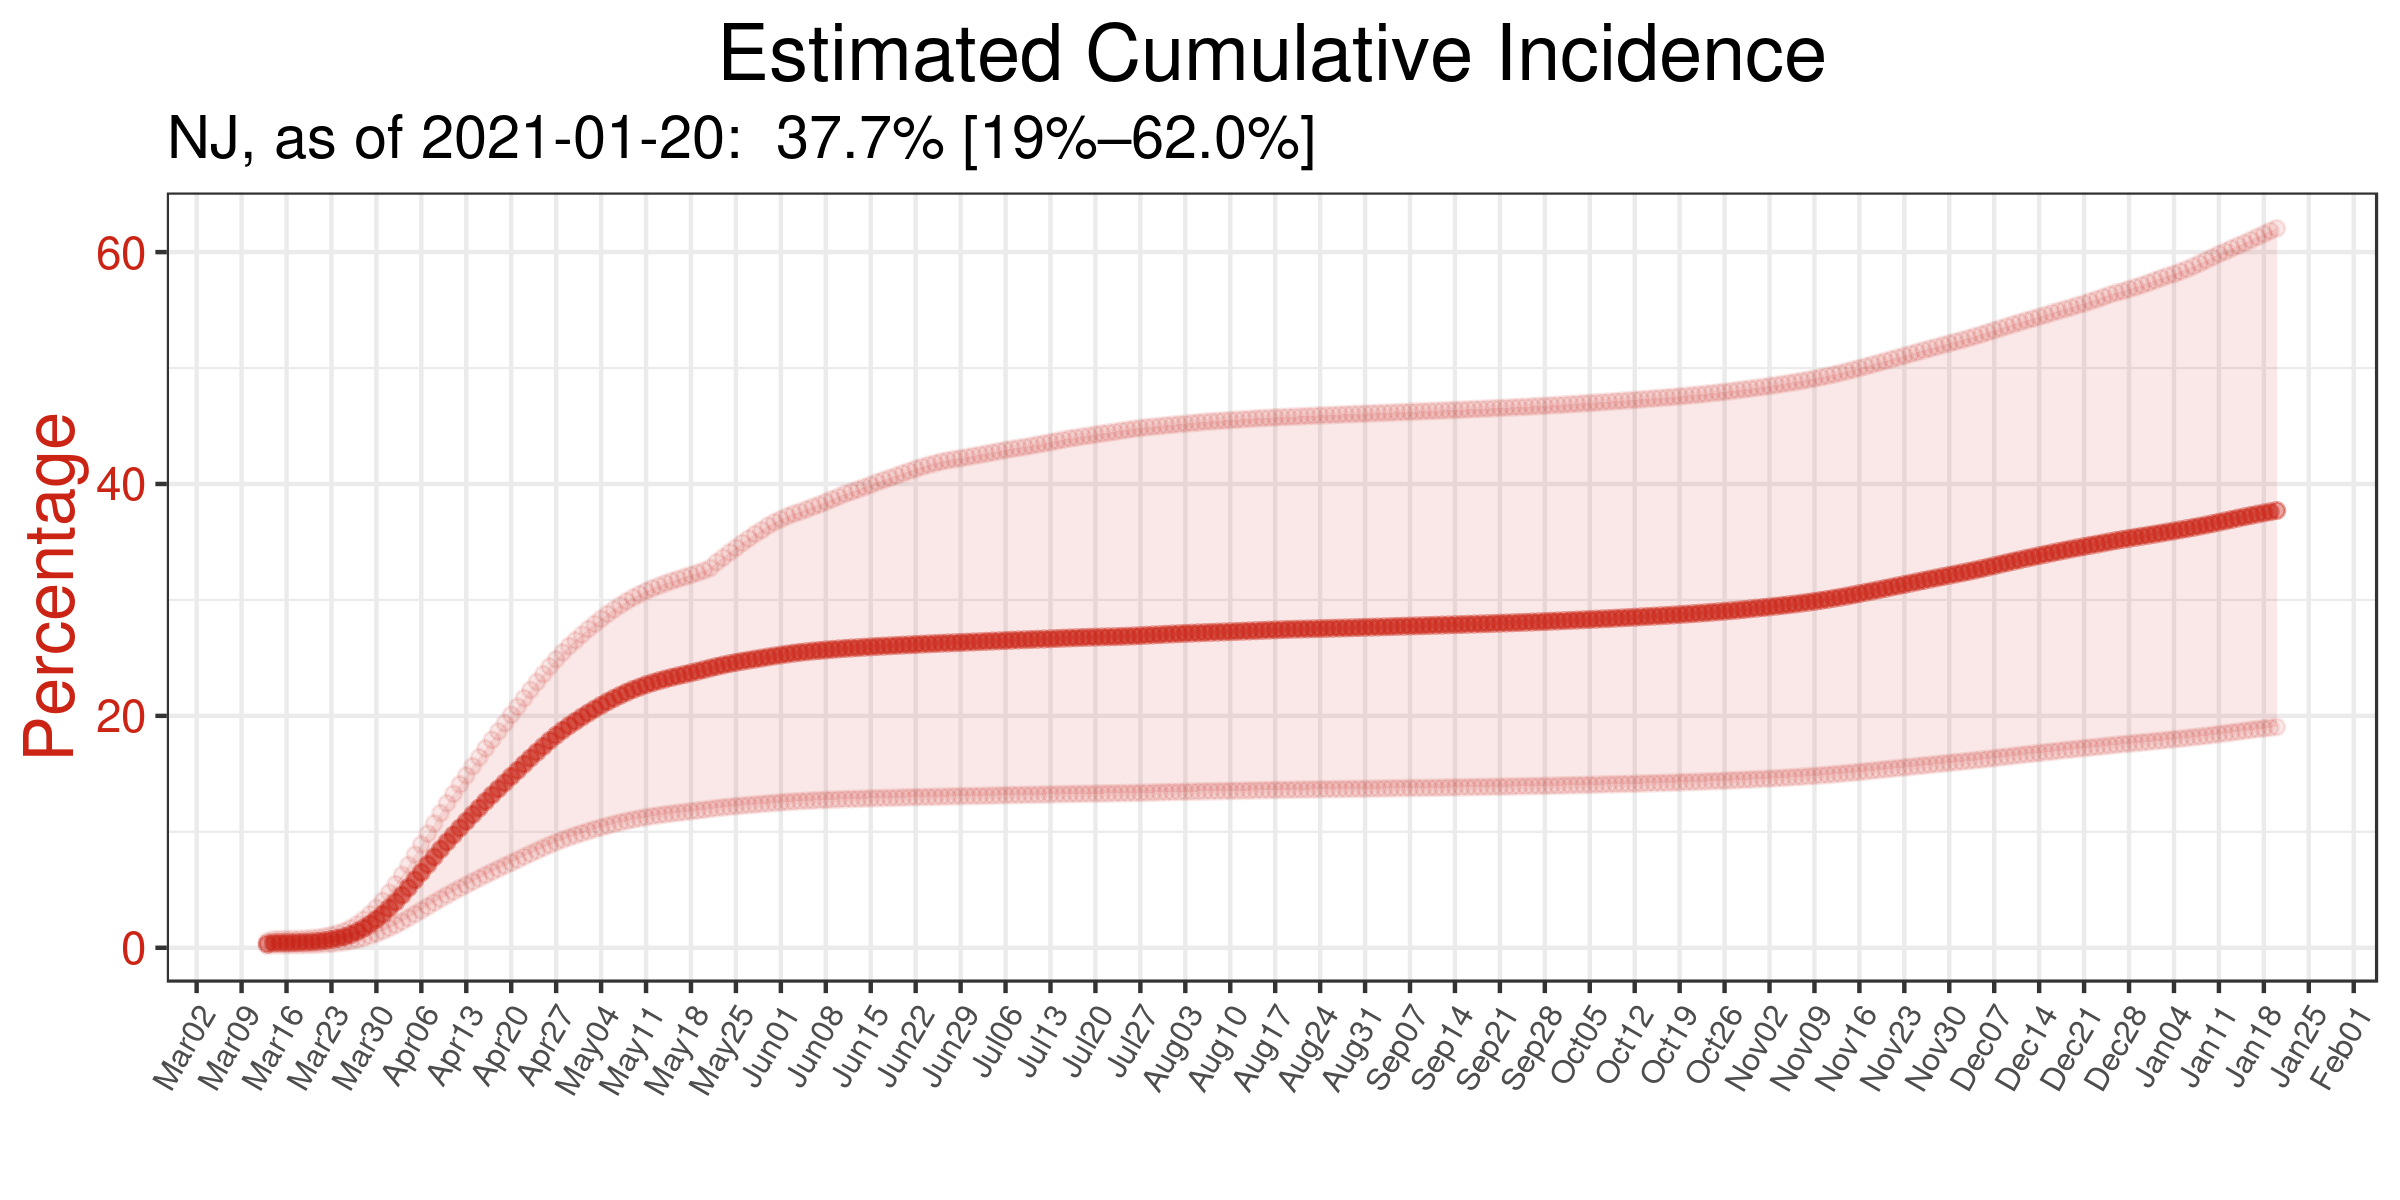 Estimated Cumulative Incidence
NJ, as of 2021-01-20:  37.7% [19%–62.0%]
Percentage
60
40
20
0
Mar02
Mar09
Mar16
Mar23
Mar30
Apr06
Apr13
Apr20
Apr27
May04
May11
May18
May25
Jun01
Jun08
Jun15
Jun22
Jun29
Jul06
Jul13
Jul20
Jul27
Aug03
Aug10
Aug17
Aug24
Aug31
Sep07
Sep14
Sep21
Sep28
Oct05
Oct12
Oct19
Oct26
Nov02
Nov09
Nov16
Nov23
Nov30
Dec07
Dec14
Dec21
Dec28
Jan04
Jan11
Jan18
Jan25
Feb01